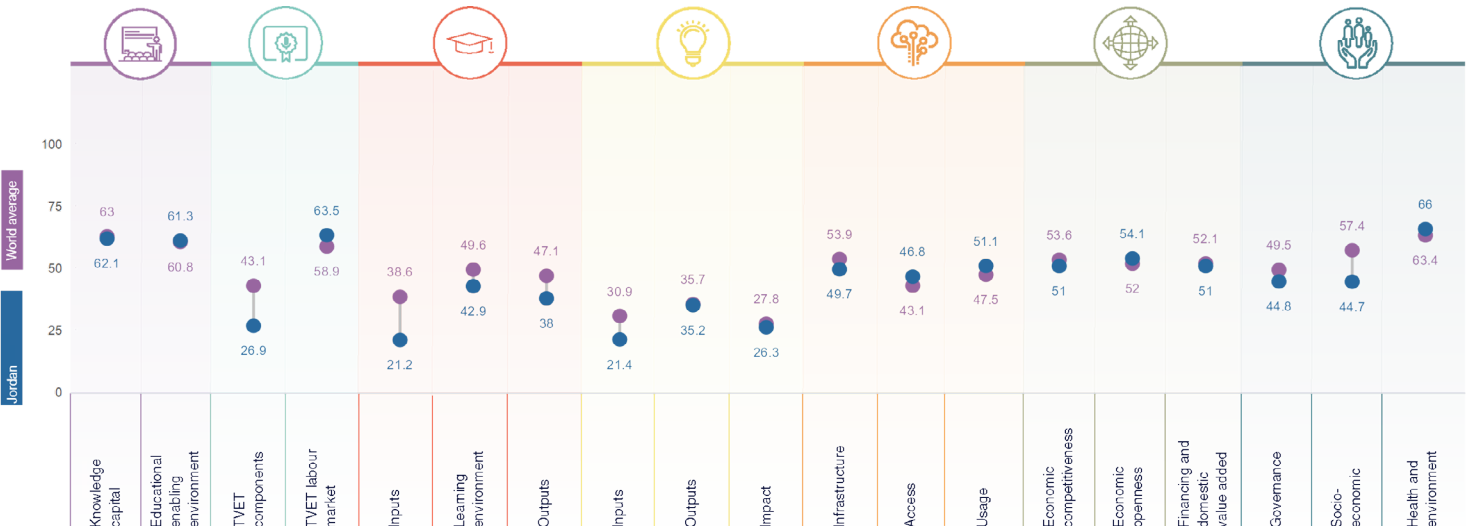 100
75
50
25
0
World average
Jordan
63
62.1
61.3
60.8
43.1
26.9
63.5
58.9
38.6
21.2
49.6
42.9
47.1
38
30.9
21.4
35.7
35.2
27.8
26.3
53.9
49.7
46.8
43.1
51.1
47.5
53.6
51
54.1
52
52.1
51
49.5
44.8
57.4
44.7
66
63.4
Knowledge
capital
Educational
enabling
environment
TVET
components
TVET labour
market
Inputs
Learning
environment
Outputs
Inputs
Outputs
Impact
Infrastructure
Access
Usage
Economic
competitiveness
Economic
openness
Financing and
domestic
value added
Governance
Socio-
economic
Health and
environment